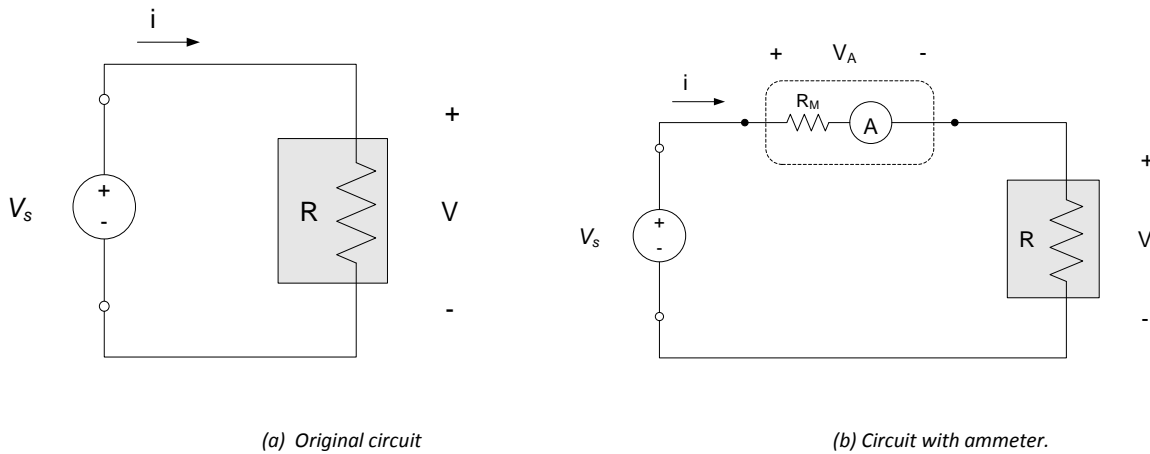 i
+
V_s
+
-
R
V
-
(a) Original circuit
+ V_A -
i
R_M
A
+
V_s
+
-
R
V
-
(b) Circuit with ammeter.